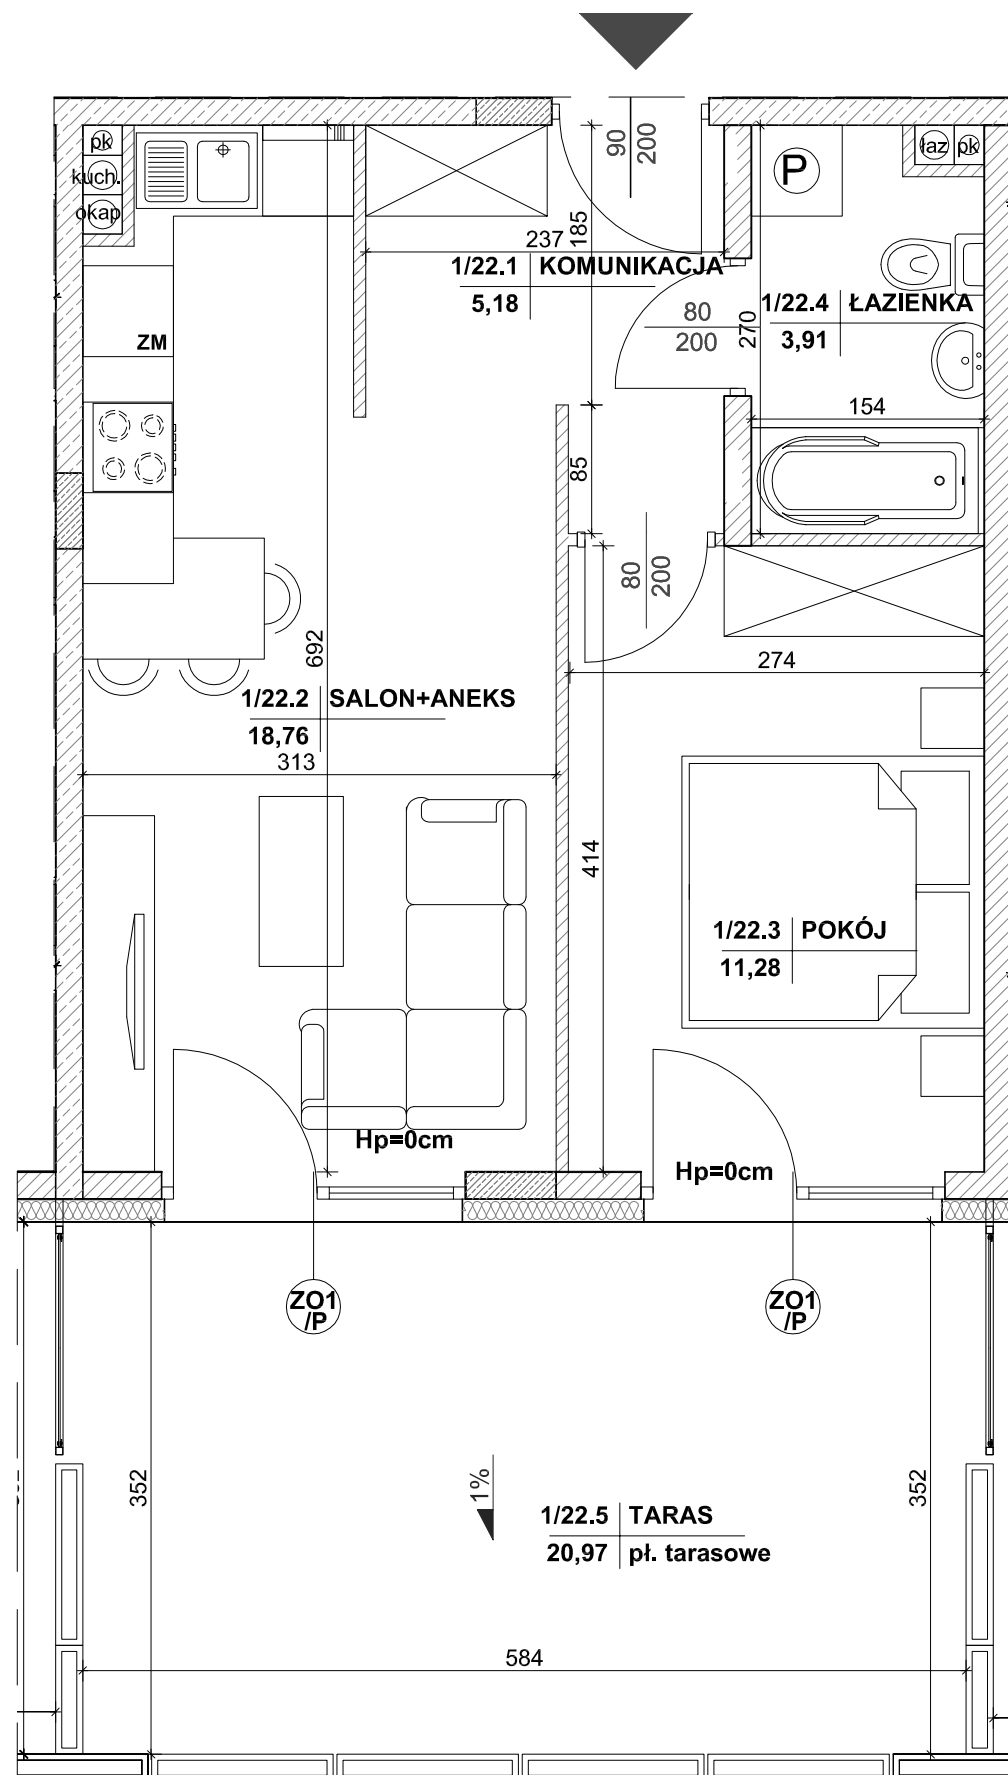 90
200
pk
kuch.
okap
P
łaz
pk
237
185
1/22.1 KOMUNIKACJA
5,18
80
200
270
1/22.4 ŁAZIENKA
3,91
ZM
154
85
80
200
692
274
1/22.2 SALON+ANEKS
18,76
313
414
1/22.3 POKÓJ
11,28
Hp=0cm
Hp=0cm
ZO1
/P
ZO1
/P
352
1%
352
1/22.5 TARAS
20,97 pł. tarasowe
584